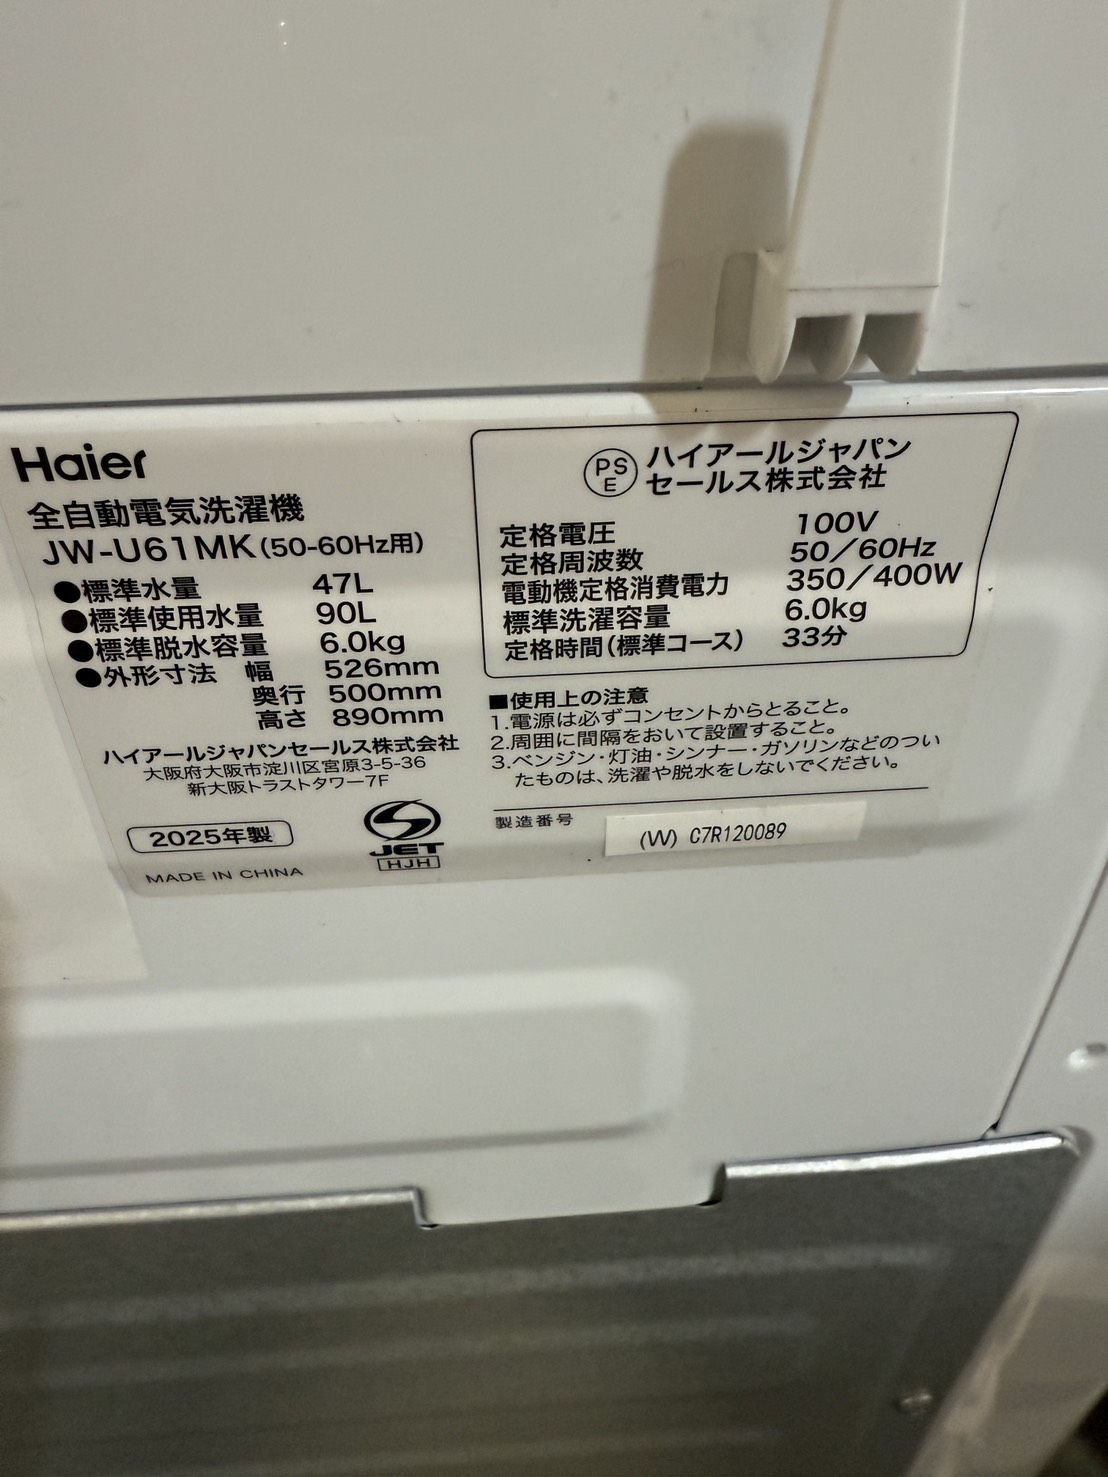 Haier
全自動電気洗濯機
JW-U61MK(50-60Hz用)
●標準水量 47L
●標準使用水量 90L
●標準脱水容量 6.0kg
●外形寸法 幅 526mm
奥行 500mm
高さ 890mm
ハイアールジャパンセールス株式会社
大阪府大阪市淀川区宮原3-5-36
新大阪トラストタワー7F
2025年製
MADE IN CHINA
JET
HJH
PS
E
ハイアールジャパン
セールス株式会社
定格電圧 100V
定格周波数 50/60Hz
電動機定格消費電力 350/400W
標準洗濯容量 6.0kg
定格時間(標準コース) 33分
■使用上の注意
1.電源は必ずコンセントからとること。
2.周囲に間隔をおいて設置すること。
3.ベンジン・灯油・シンナー・ガソリンなどのつい
たものは、洗濯や脱水をしないでください。
製造番号 (W) C7R120089